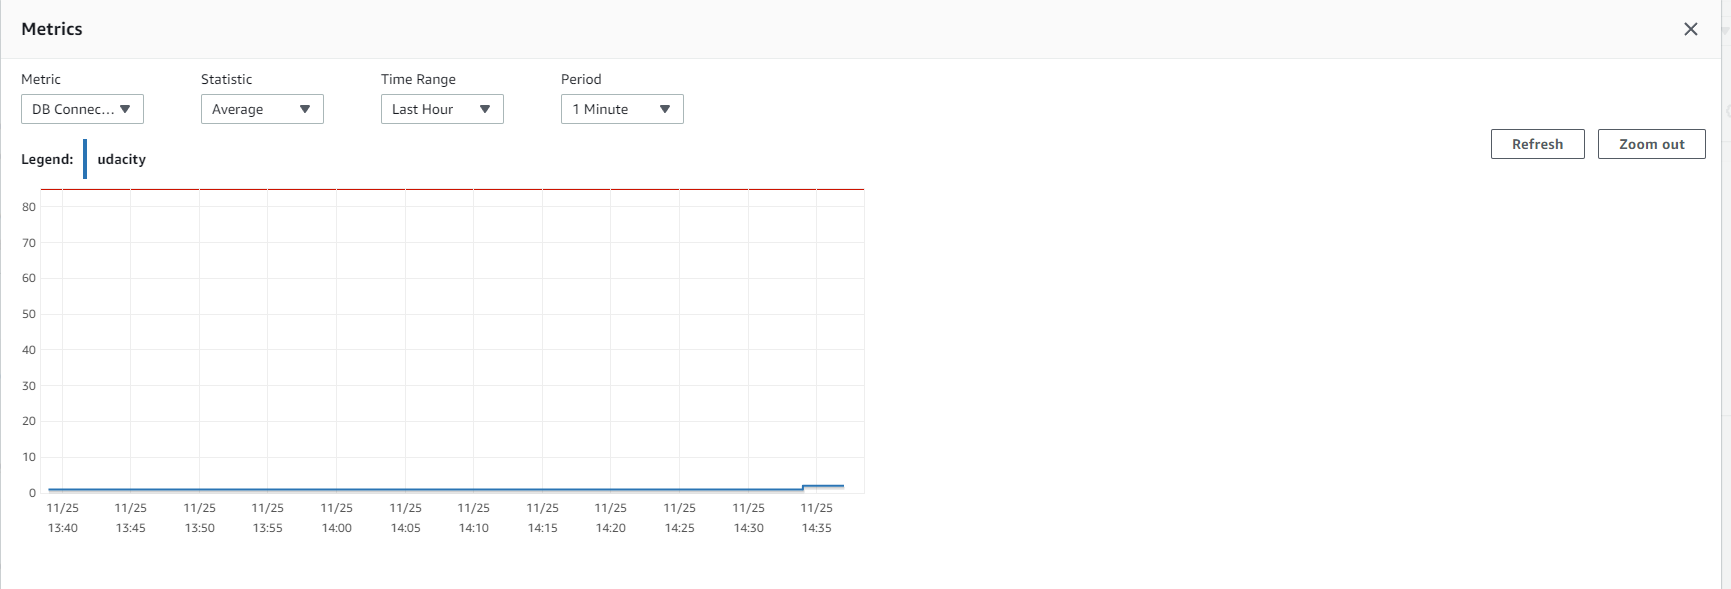 Metrics
Metric Statistic Time Range Period
DB Connec... Average Last Hour 1 Minute
Refresh Zoom out
Legend: udacity
80
70
60
50
40
30
20
10
0
11/25 11/25 11/25 11/25 11/25 11/25 11/25 11/25 11/25 11/25 11/25 11/25
13:40 13:45 13:50 13:55 14:00 14:05 14:10 14:15 14:20 14:25 14:30 14:35